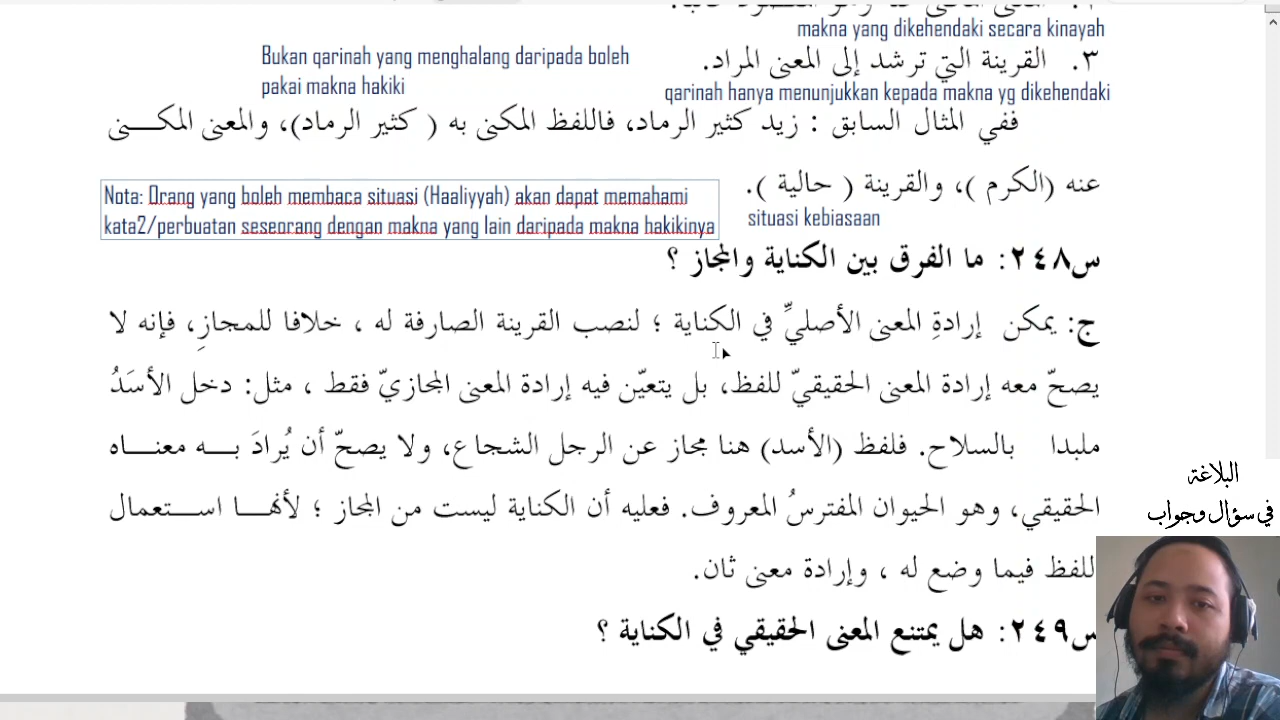 makna yang dikehendaki secara kinayah
Bukan qarinah yang menghalang daripada boleh
pakai makna hakiki
٣. القرينة التي ترشد إلى المعنى المراد.
qarinah hanya menunjukkan kepada makna yg dikehendaki
ففي المثال السابق : زيد كثير الرماد، فاللفظ المكنى به ( كثير الرماد)، والمعنى المكـــنى
عنه (الكرم )، والقرينة ( حالية ).
situasi kebiasaan
Nota: Orang yang boleh membaca situasi (Haaliyyah) akan dapat memahami
kata2/perbuatan seseorang dengan makna yang lain daripada makna hakikinya
س٢٤٨: ما الفرق بين الكناية والمجاز ؟
ج: يمكن إرادةِ المعنى الأصليِّ في الكناية ؛ لنصب القرينة الصارفة له ، خلافا للمجازِ، فإنه لا
يصحّ معه إرادة المعنى الحقيقيّ للفظ، بل يتعيّن فيه إرادة المعنى المجازيّ فقط ، مثل: دخل الأسَدُ
ملبدا بالسلاح. فلفظ (الأسد) هنا مجاز عن الرجل الشجاع، ولا يصحّ أن يُرادَ بـــه معنـــاه
الحقيقي، وهو الحيوان المفترسُ المعروف. فعليه أن الكناية ليست من المجاز ؛ لأنهـــا اســـتعمال
للفظ فيما وضع له ، وإرادة معنى ثان.
س٢٤٩: هل يمتنع المعنى الحقيقي في الكناية ؟
البلاغة
في سؤال وجواب